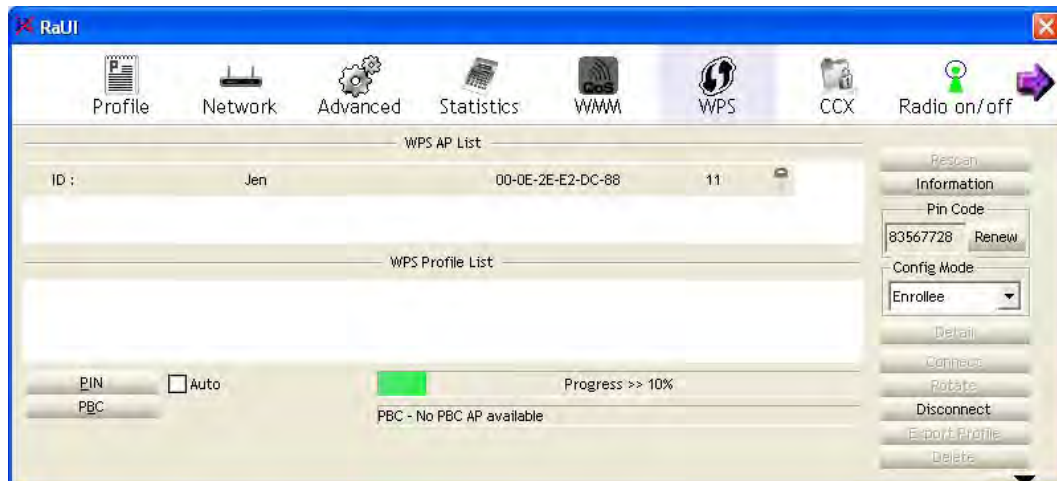 RaUI
Profile Network Advanced Statistics WMM WPS CCX Radio on/off
QoS
WPS AP List
ID : Jen 00-0E-2E-E2-DC-88 11
WPS Profile List
PIN Auto Progress >> 10%
PBC PBC - No PBC AP available
Rescan
Information
Pin Code
83567728 Renew
Config Mode
Enrollee
Detail
Connect
Rotate
Disconnect
Export Profile
Delete